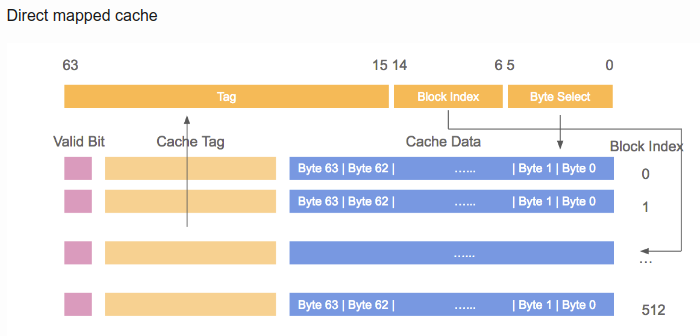 Direct mapped cache
63 15 14 6 5 0
Tag Block Index Byte Select
Valid Bit Cache Tag Cache Data Block Index
Byte 63 | Byte 62 | ...... | Byte 1 | Byte 0 0
Byte 63 | Byte 62 | ...... | Byte 1 | Byte 0 1
...... ...
Byte 63 | Byte 62 | ...... | Byte 1 | Byte 0 512